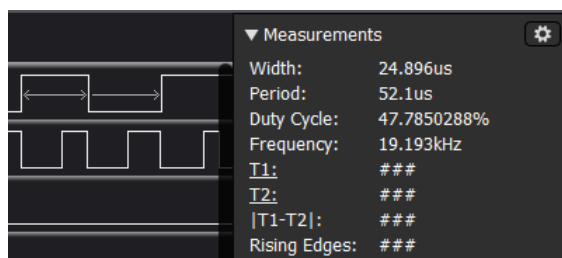 ▼ Measurements
Width: 24.896us
Period: 52.1us
Duty Cycle: 47.7850288%
Frequency: 19.193kHz
T1: ###
T2: ###
|T1-T2|: ###
Rising Edges: ###